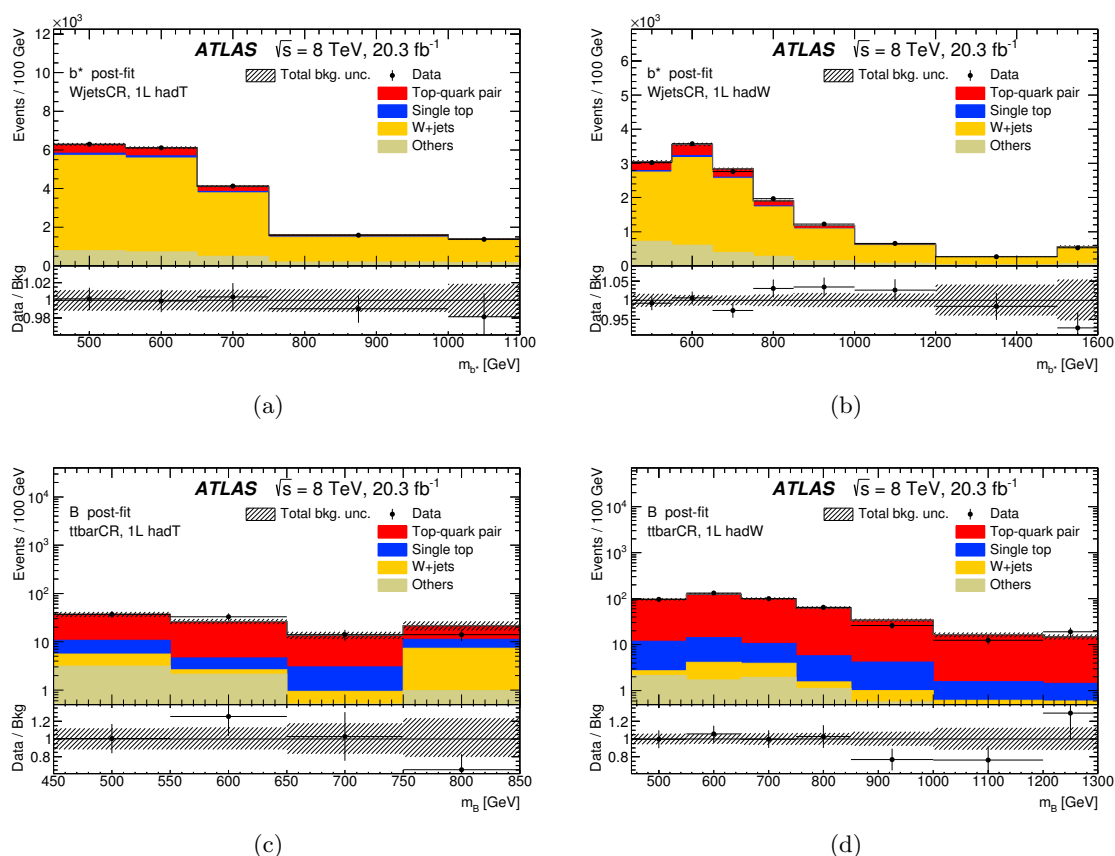 ×10³
ATLAS √s = 8 TeV, 20.3 fb⁻¹
b* post-fit
WjetsCR, 1L hadT
Total bkg. unc.
Data
Top-quark pair
Single top
W+jets
Others
Events / 100 GeV
12
10
8
6
4
2
0
Data / Bkg
1.02
1
0.98
500 600 700 800 900 1000 1100
m_b* [GeV]
(a)
×10³
ATLAS √s = 8 TeV, 20.3 fb⁻¹
b* post-fit
WjetsCR, 1L hadW
Total bkg. unc.
Data
Top-quark pair
Single top
W+jets
Others
Events / 100 GeV
6
5
4
3
2
1
0
Data / Bkg
1.05
1
0.95
600 800 1000 1200 1400 1600
m_b* [GeV]
(b)
ATLAS √s = 8 TeV, 20.3 fb⁻¹
B post-fit
ttbarCR, 1L hadT
Total bkg. unc.
Data
Top-quark pair
Single top
W+jets
Others
Events / 100 GeV
10⁴
10³
10²
10
1
Data / Bkg
1.2
1
0.8
450 500 550 600 650 700 750 800 850
m_B [GeV]
(c)
ATLAS √s = 8 TeV, 20.3 fb⁻¹
B post-fit
ttbarCR, 1L hadW
Total bkg. unc.
Data
Top-quark pair
Single top
W+jets
Others
Events / 100 GeV
10⁴
10³
10²
10
1
Data / Bkg
1.2
1
0.8
500 600 700 800 900 1000 1100 1200 1300
m_B [GeV]
(d)